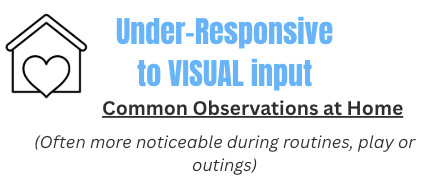 Under-Responsive
to VISUAL input
Common Observations at Home
(Often more noticeable during routines, play or
outings)